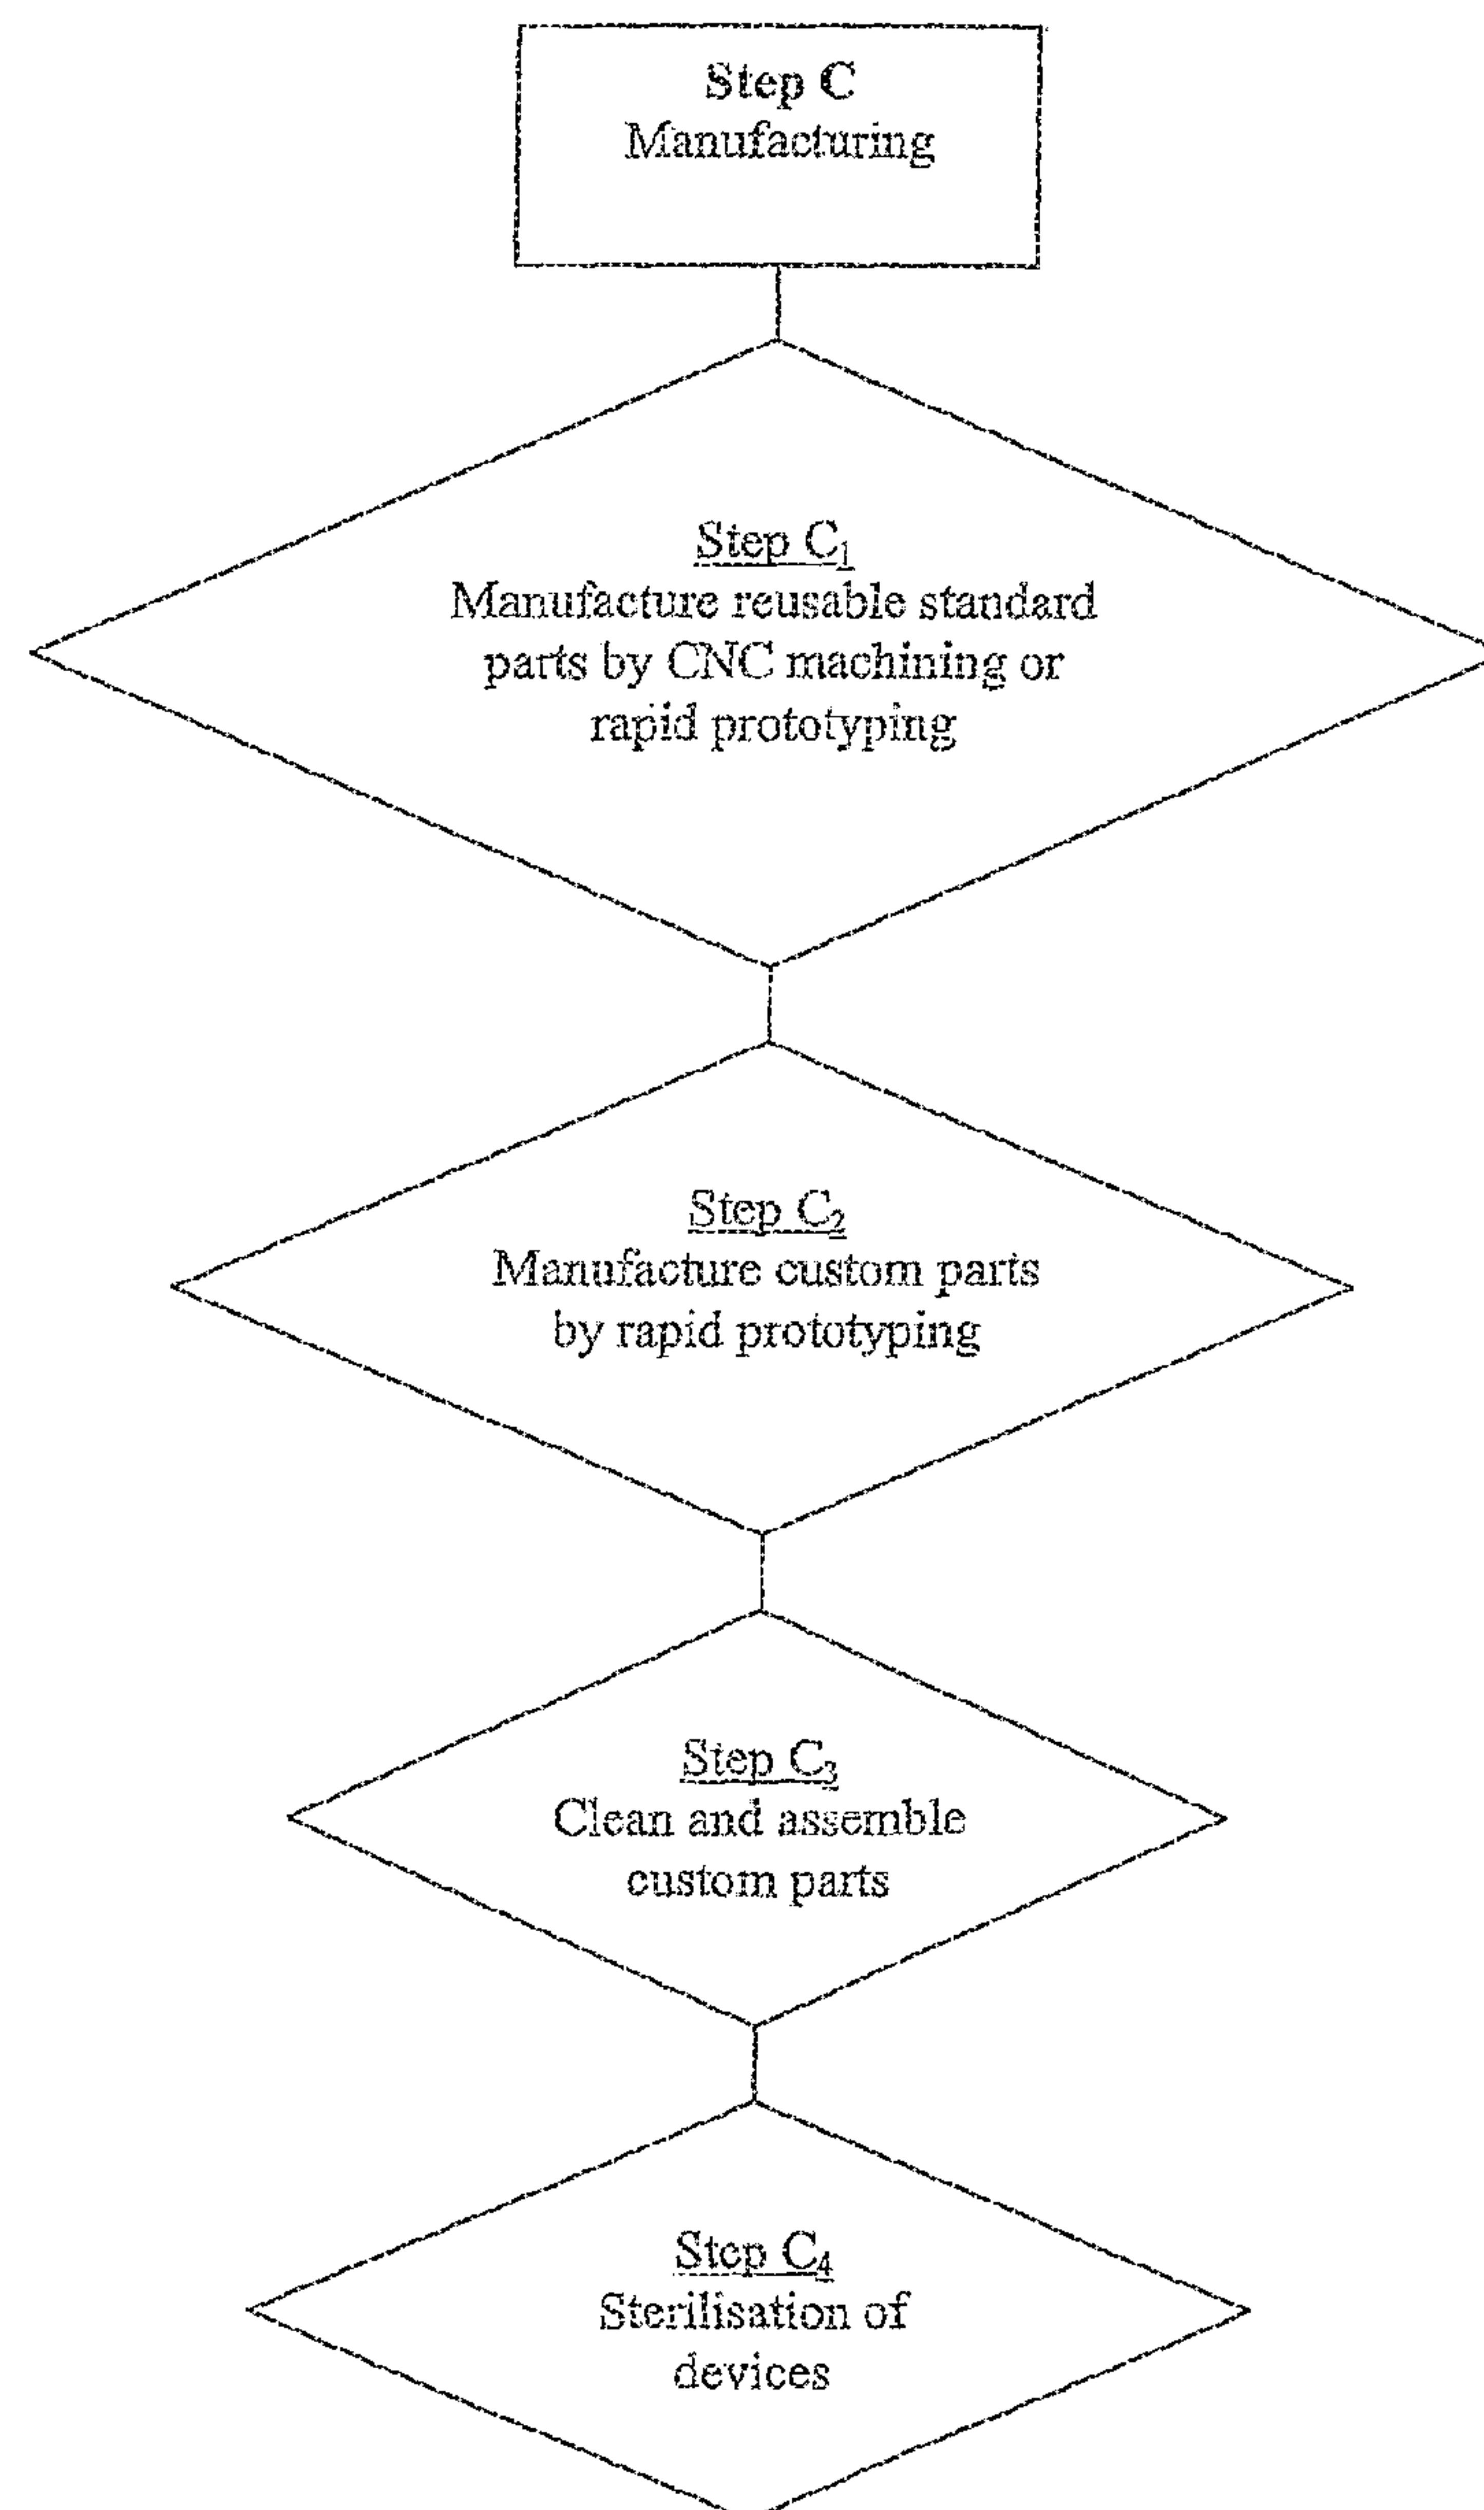 Step C
Manufacturing
Step C₁
Manufacture reusable standard
parts by CNC machining or
rapid prototyping
Step C₂
Manufacture custom parts
by rapid prototyping
Step C₃
Clean and assemble
custom parts
Step C₄
Sterilisation of
devices